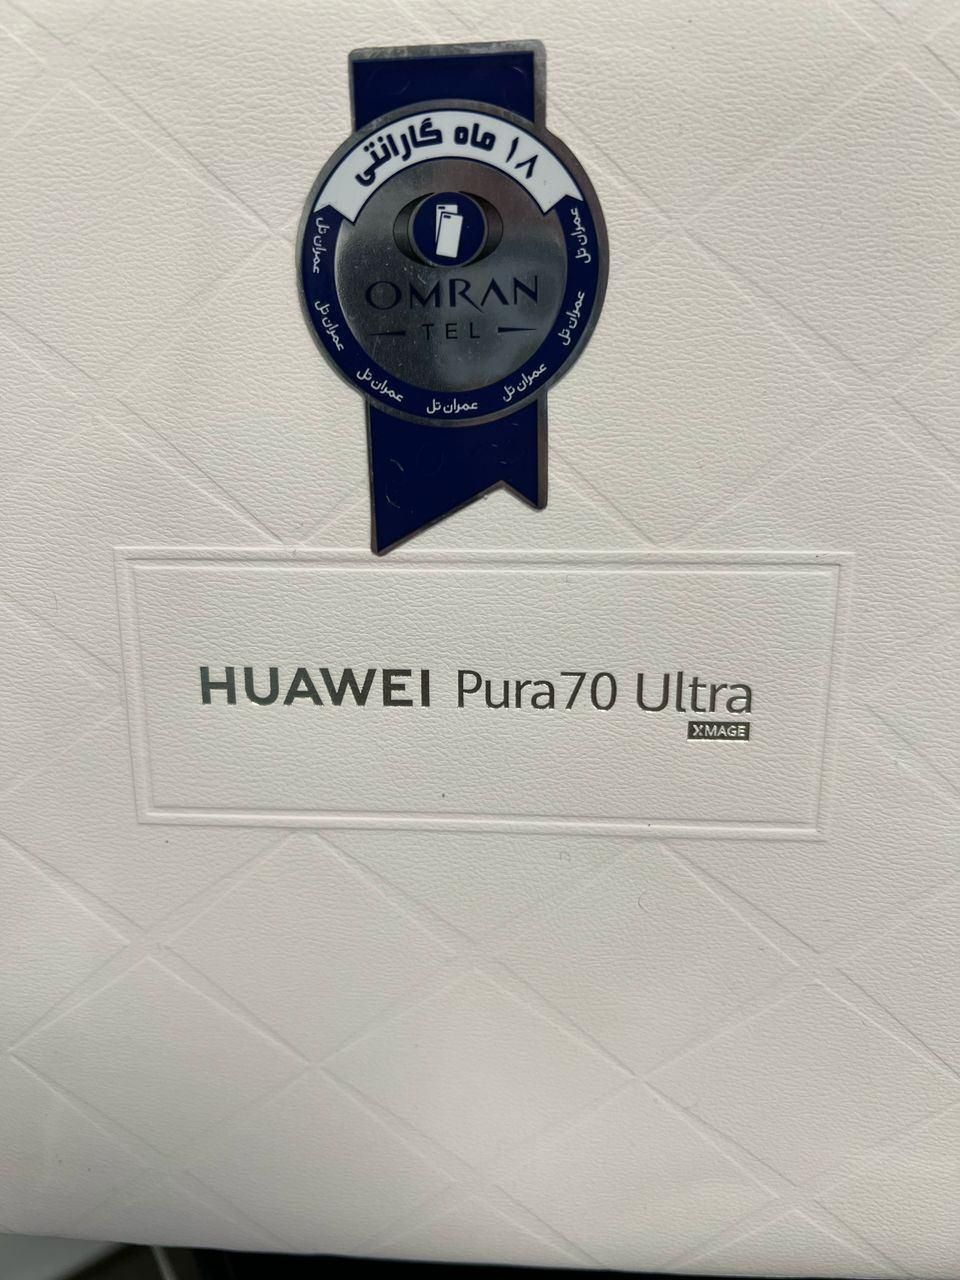 ۱۸ ماه گارانتی
OMRAN
TEL
عمران تل
عمران تل
عمران تل
عمران تل
عمران تل
عمران تل
عمران تل
HUAWEI Pura70 Ultra
XMAGE